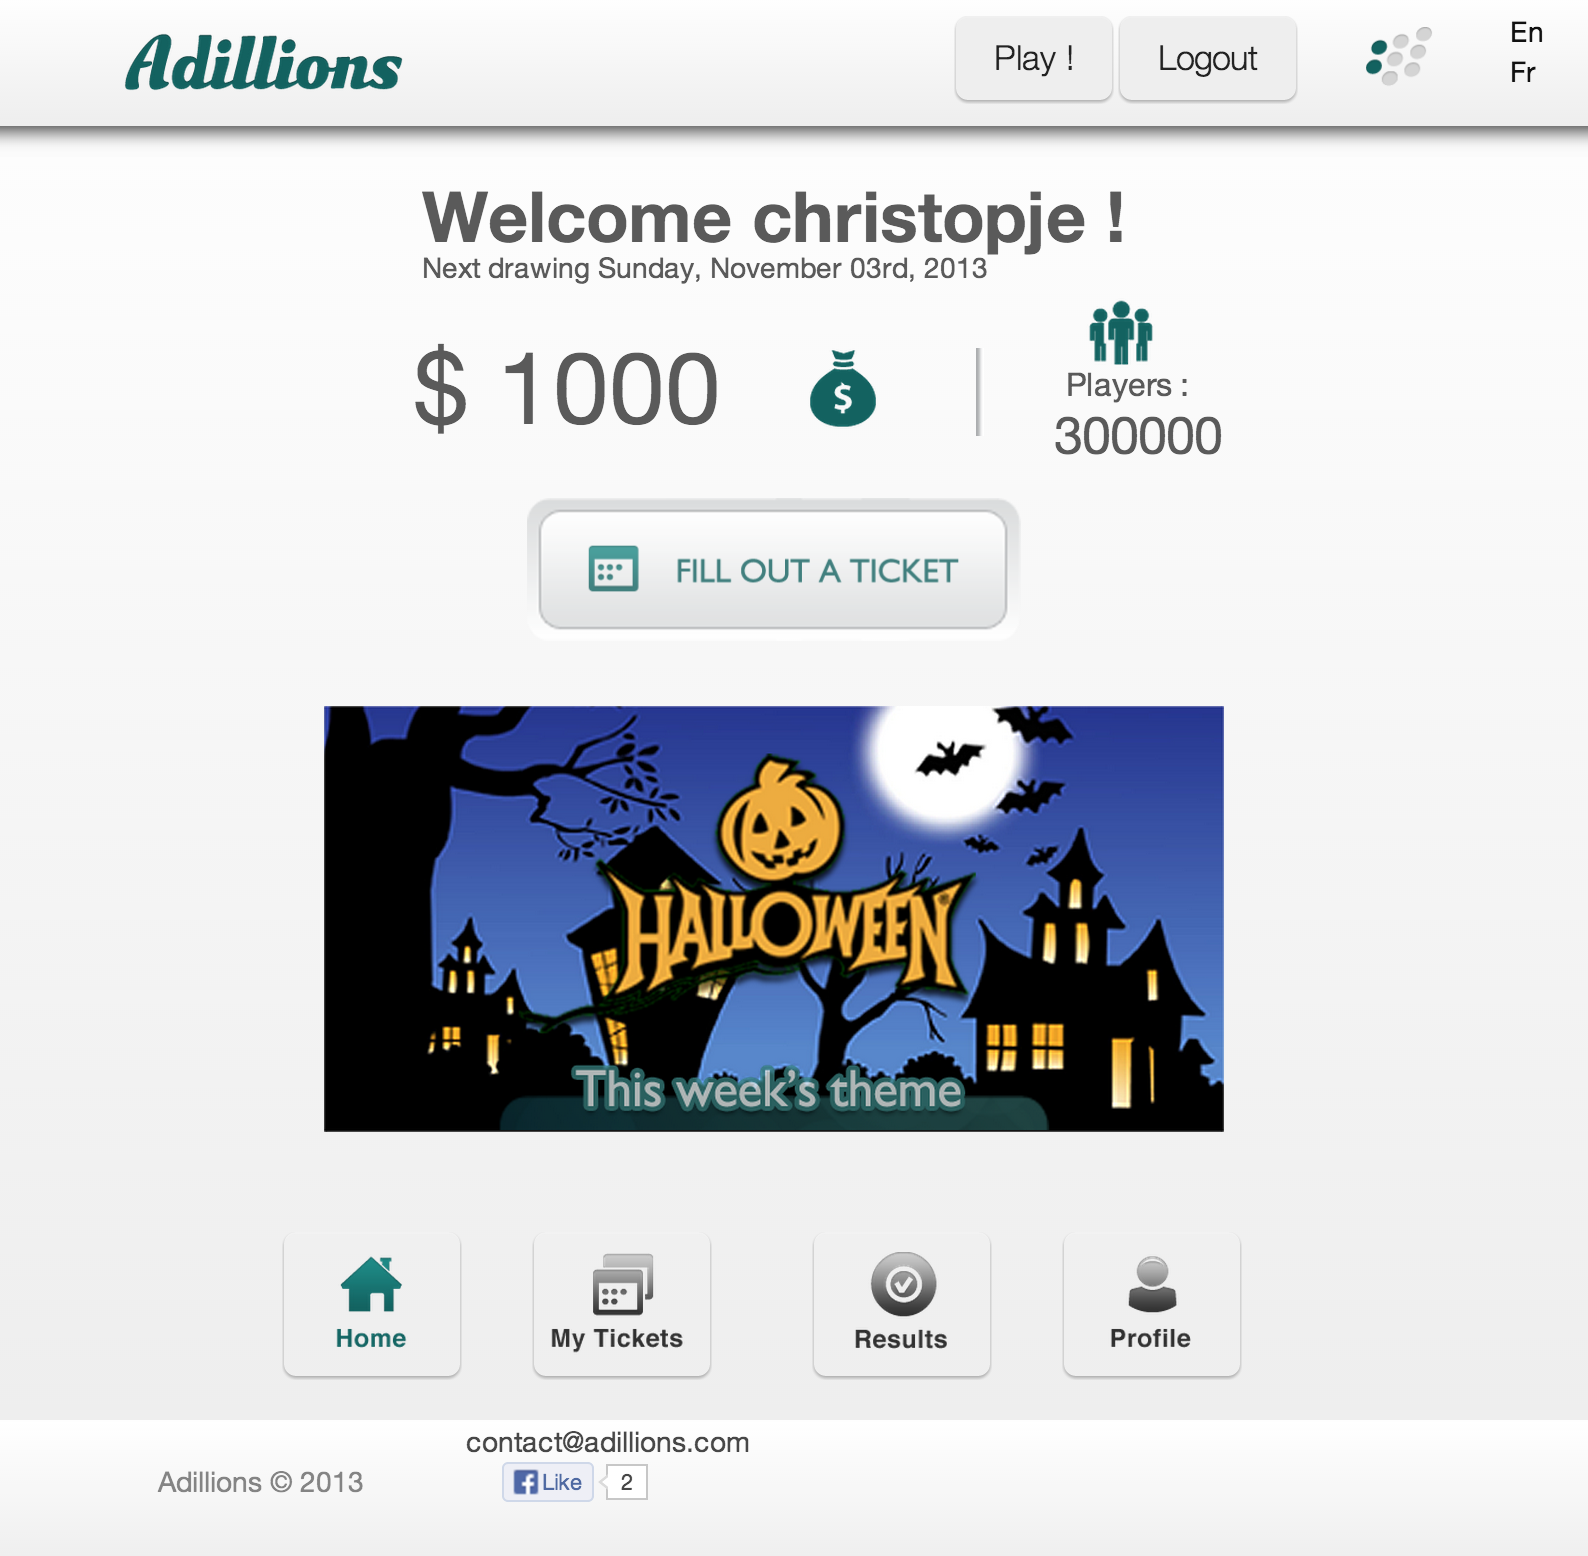 Adillions
Play !
Logout
En
Fr
Welcome christopje !
Next drawing Sunday, November 03rd, 2013
$ 1000
$
Players :
300000
FILL OUT A TICKET
HALLOWEEN
This week's theme
Home
My Tickets
Results
Profile
contact@adillions.com
Adillions © 2013
Like
2